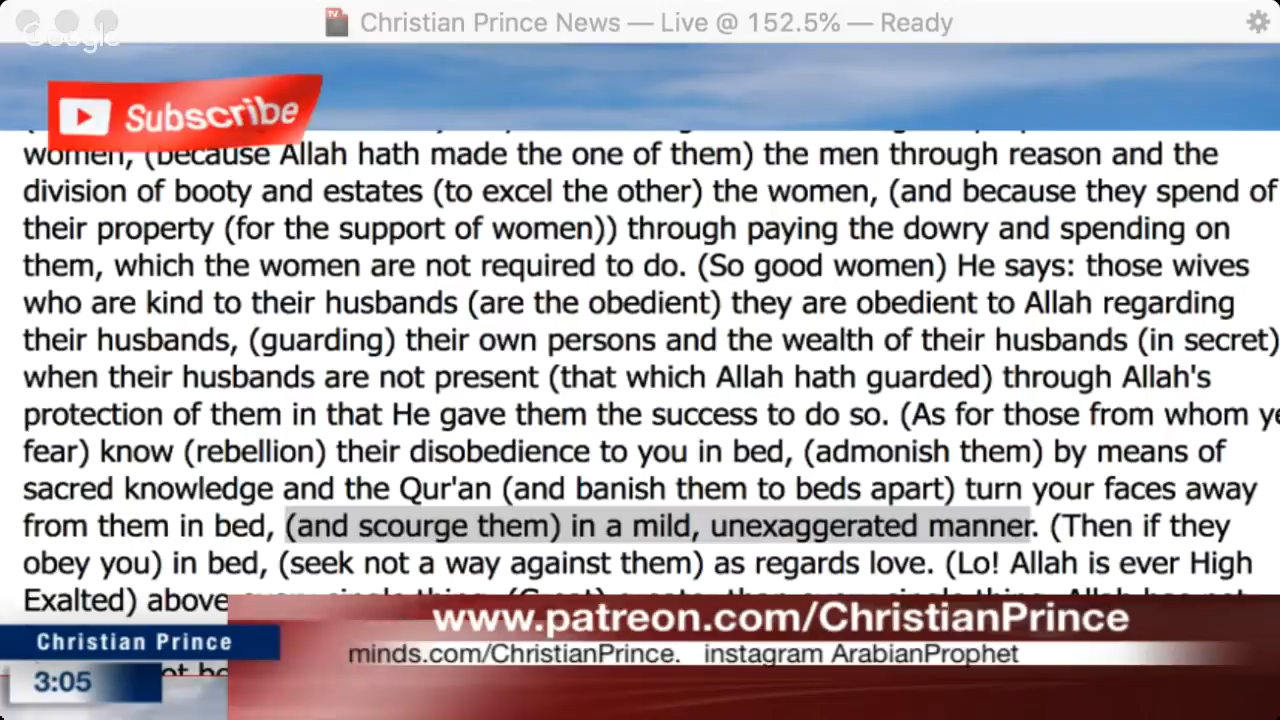 TV
Christian Prince News — Live @ 152.5% — Ready
Google
Subscribe
women, (because Allah hath made the one of them) the men through reason and the
division of booty and estates (to excel the other) the women, (and because they spend of
their property (for the support of women)) through paying the dowry and spending on
them, which the women are not required to do. (So good women) He says: those wives
who are kind to their husbands (are the obedient) they are obedient to Allah regarding
their husbands, (guarding) their own persons and the wealth of their husbands (in secret)
when their husbands are not present (that which Allah hath guarded) through Allah's
protection of them in that He gave them the success to do so. (As for those from whom ye
fear) know (rebellion) their disobedience to you in bed, (admonish them) by means of
sacred knowledge and the Qur'an (and banish them to beds apart) turn your faces away
from them in bed, (and scourge them) in a mild, unexaggerated manner. (Then if they
obey you) in bed, (seek not a way against them) as regards love. (Lo! Allah is ever High
Exalted) above
www.patreon.com/ChristianPrince
Christian Prince
minds.com/ChristianPrince. instagram ArabianProphet
3:05